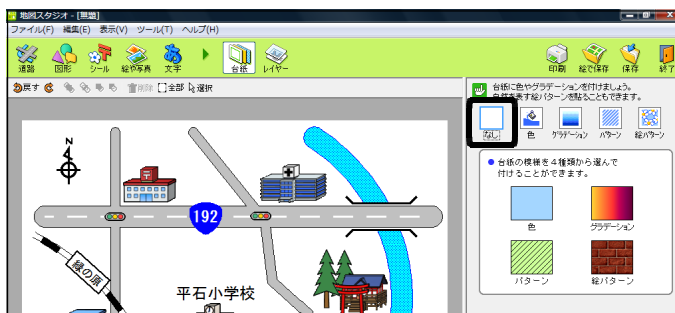 地図スタジオ - [無題]
ファイル(F) 編集(E) 表示(V) ツール(T) ヘルプ(H)
道路 図形 シール 絵や写真 文字 台紙 レイヤー 印刷 絵で保存 保存 終了
戻す 削除 全部 選択
台紙に色やグラデーションを付けましょう。
台紙を表す絵パターンを貼ることもできます。
なし 色 グラデーション パターン 絵パターン
台紙の模様を4種類から選んで
付けることができます。
色 グラデーション
パターン 絵パターン
N
192
緑の原
平石小学校